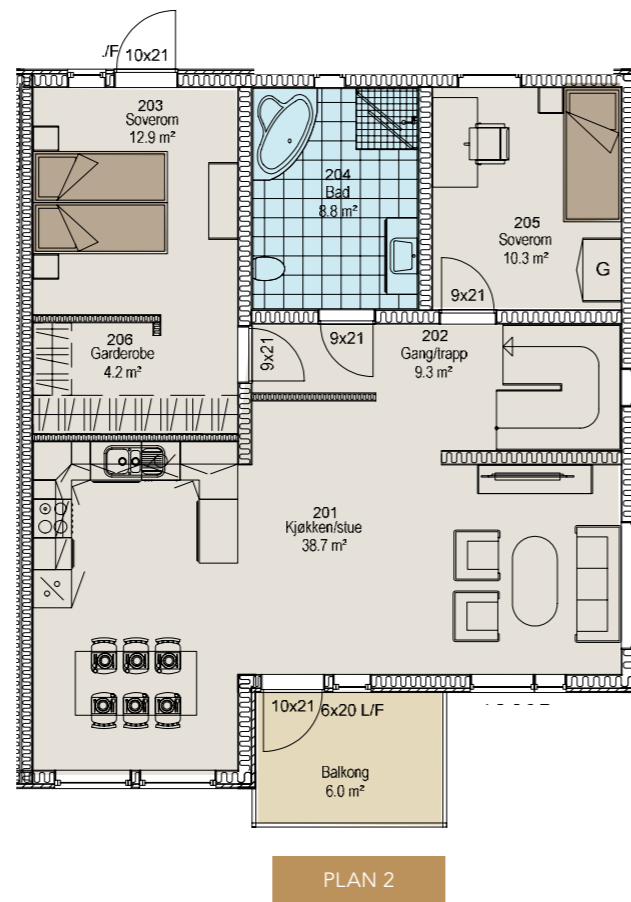 ./F 10x21
203
Soverom
12.9 m²
204
Bad
8.8 m²
205
Soverom
10.3 m²
G
9x21
206
Garderobe
4.2 m²
9x21
9x21
202
Gang/trapp
9.3 m²
201
Kjøkken/stue
38.7 m²
10x21
6x20 L/F
Balkong
6.0 m²
PLAN 2